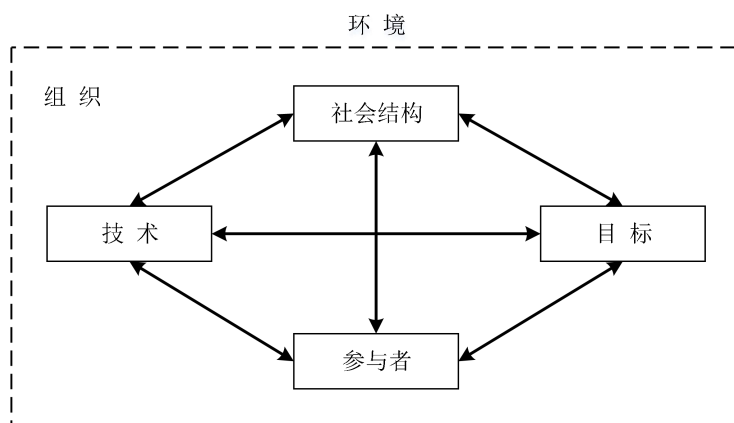 环 境
组 织
社会结构
技 术
目 标
参与者